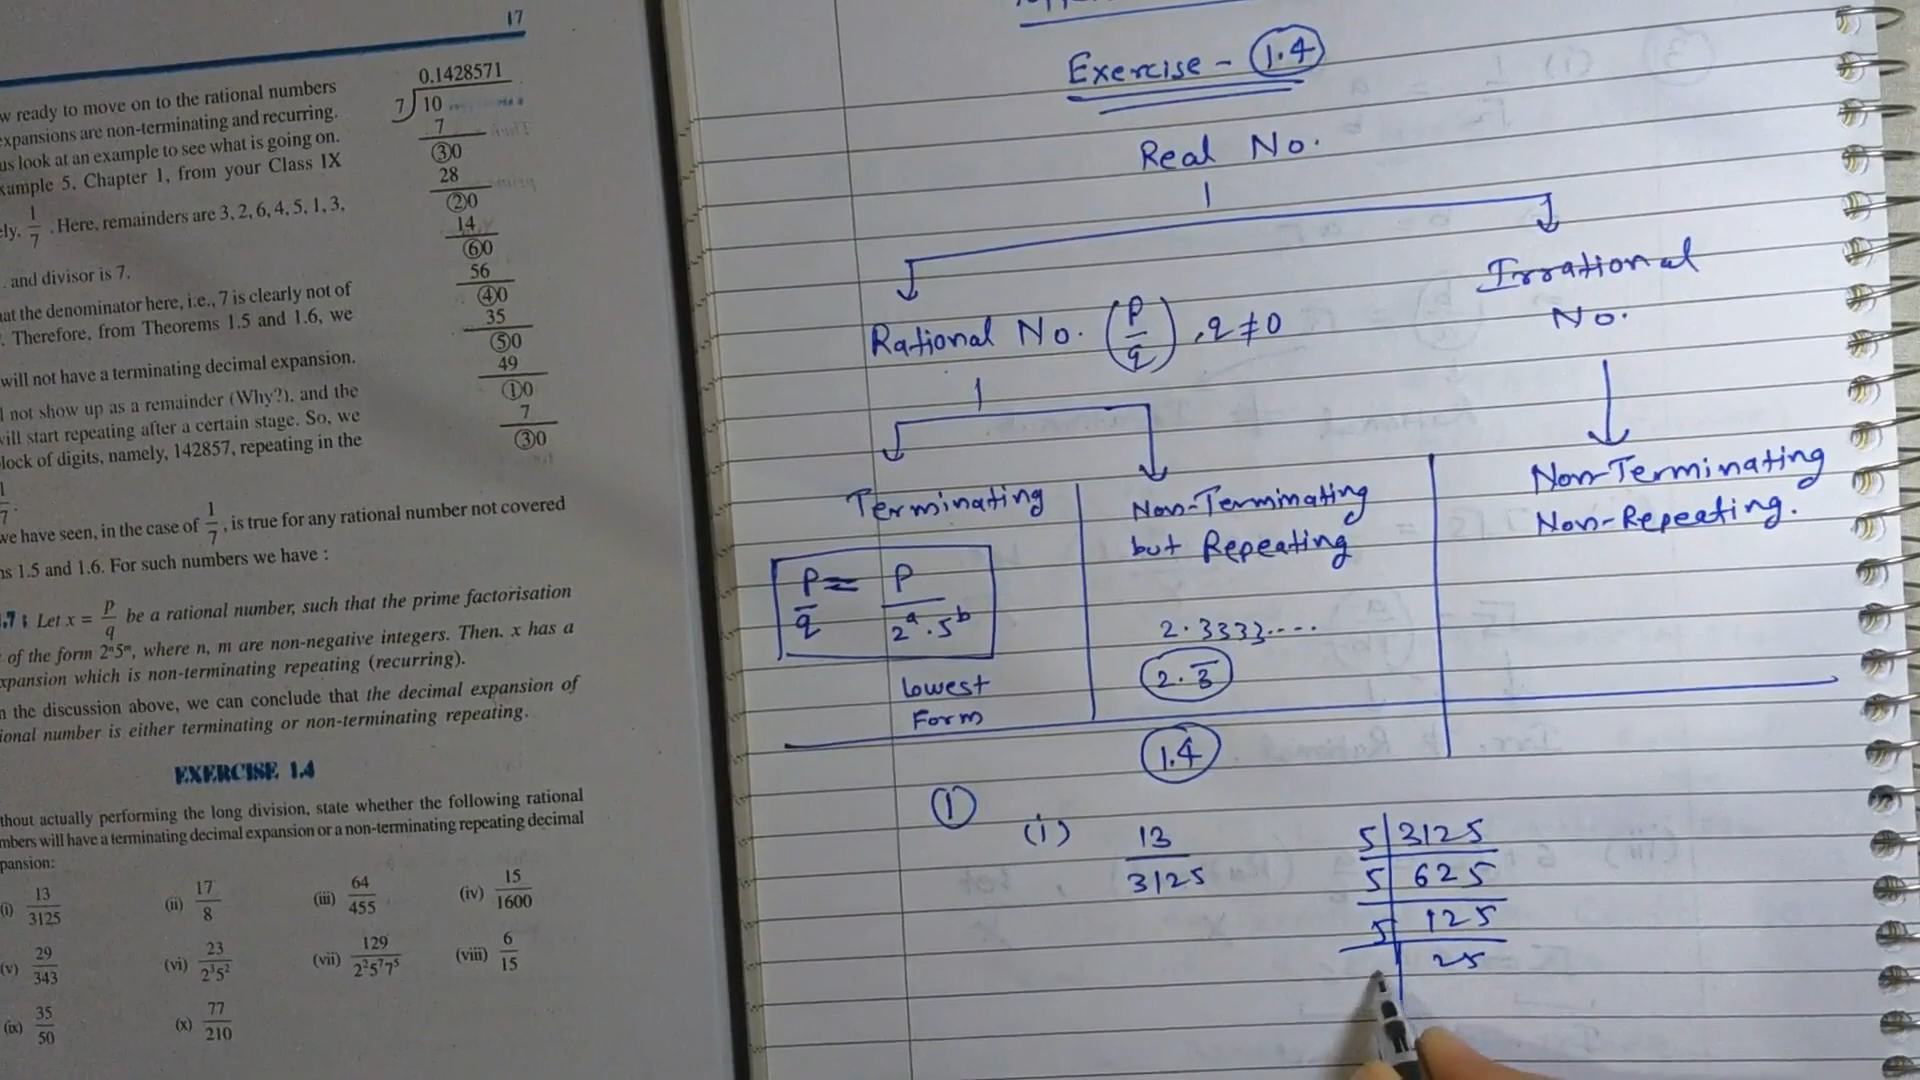 17
w ready to move on to the rational numbers
expansions are non-terminating and recurring.
us look at an example to see what is going on.
xample 5, Chapter 1, from your Class IX
ely, 1/7 . Here, remainders are 3, 2, 6, 4, 5, 1, 3,
. and divisor is 7.
at the denominator here, i.e., 7 is clearly not of
. Therefore, from Theorems 1.5 and 1.6, we
will not have a terminating decimal expansion.
l not show up as a remainder (Why?), and the
will start repeating after a certain stage. So, we
lock of digits, namely, 142857, repeating in the
1/7.
we have seen, in the case of 1/7, is true for any rational number not covered
ns 1.5 and 1.6. For such numbers we have :
.7 : Let x = p/q be a rational number, such that the prime factorisation
of the form 2ⁿ5ᵐ, where n, m are non-negative integers. Then, x has a
xpansion which is non-terminating repeating (recurring).
n the discussion above, we can conclude that the decimal expansion of
ional number is either terminating or non-terminating repeating.
0.1428571
7 10
7
30
28
20
14
60
56
40
35
50
49
10
7
30
EXERCISE 1.4
thout actually performing the long division, state whether the following rational
mbers will have a terminating decimal expansion or a non-terminating repeating decimal
pansion:
(i) 13/3125 (ii) 17/8 (iii) 64/455 (iv) 15/1600
(v) 29/343 (vi) 23/2³5² (vii) 129/2²5⁷7⁵ (viii) 6/15
(ix) 35/50 (x) 77/210
Exercise - 1.4
Real No.
Rational No. (p/q), q ≠ 0
Irrational
No.
Terminating
p/q = p/2ᵃ·5ᵇ
Lowest
Form
Non-Terminating
but Repeating
2.3333....
2.3̅
Non-Terminating
Non-Repeating.
1.4
① (i) 13/3125
5 3125
5 625
5 125
25